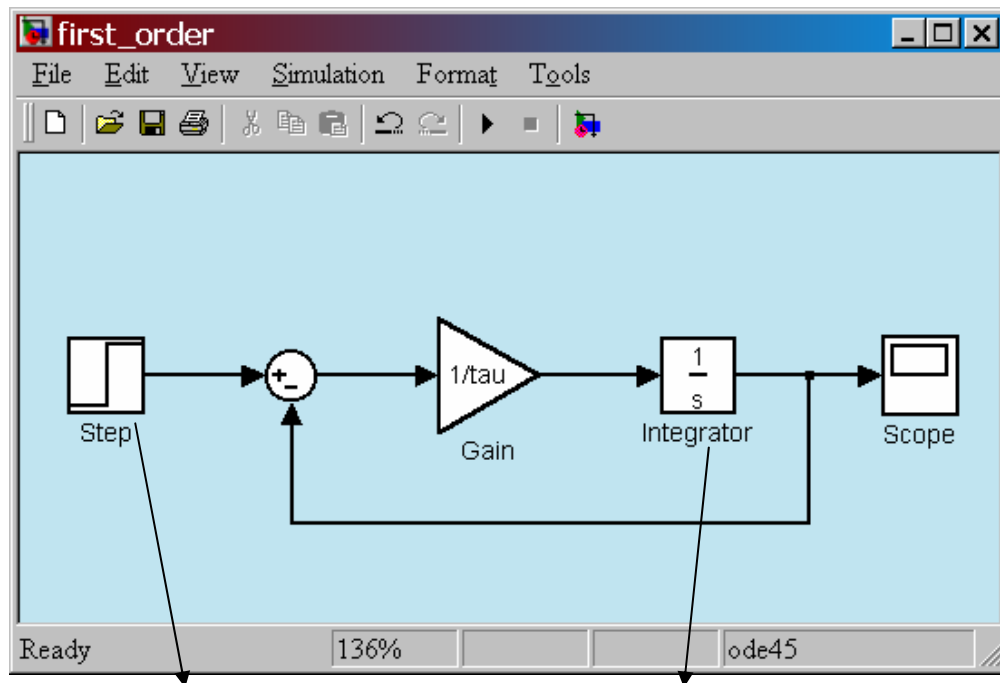 first_order
File Edit View Simulation Format Tools
+
-
1/tau
1
s
Step
Gain
Integrator
Scope
Ready 136% ode45